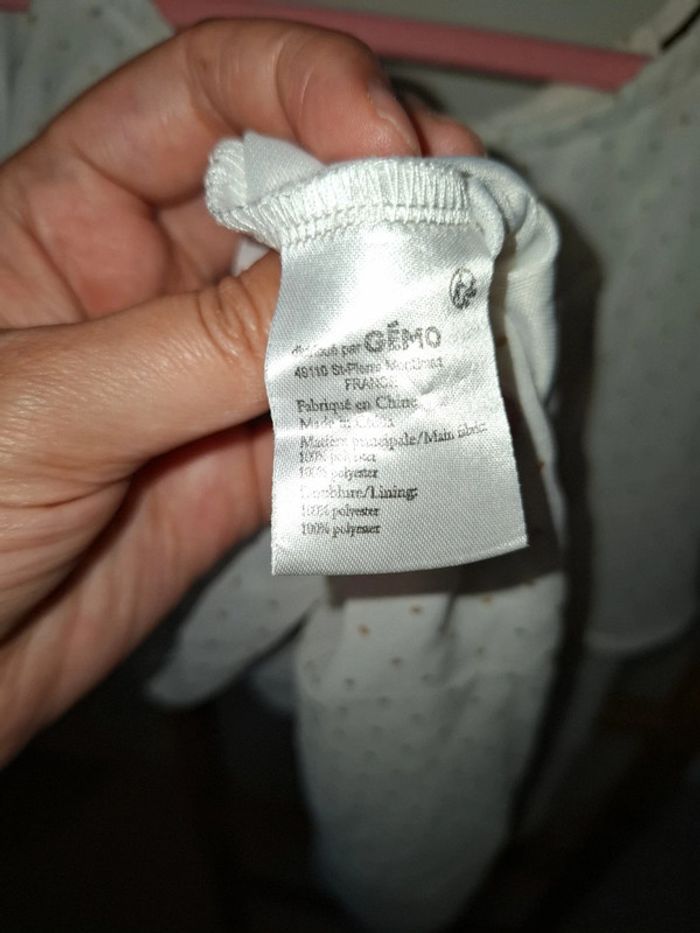 distribué par GÉMO
49110 St-Pierre Montlimart
FRANCE
Fabriqué en Chine
Made in China
Matière principale/Main fabric
100% polyester
100% polyester
Doublure/Lining:
100% polyester
100% polyester